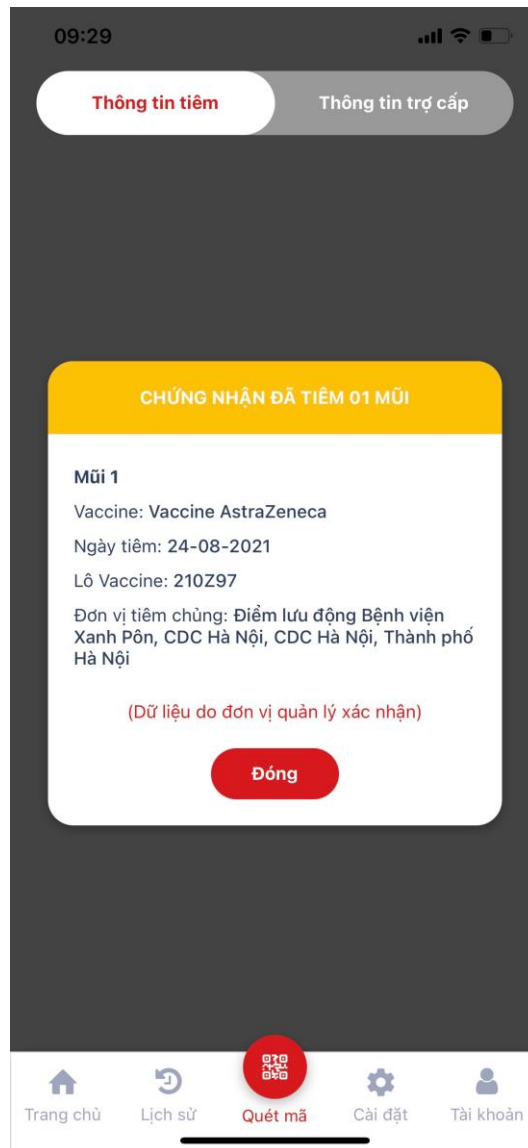 09:29
Thông tin tiêm
Thông tin trợ cấp
CHỨNG NHẬN ĐÃ TIÊM 01 MŨI
Mũi 1
Vaccine: Vaccine AstraZeneca
Ngày tiêm: 24-08-2021
Lô Vaccine: 210Z97
Đơn vị tiêm chủng: Điểm lưu động Bệnh viện
Xanh Pôn, CDC Hà Nội, CDC Hà Nội, Thành phố
Hà Nội
(Dữ liệu do đơn vị quản lý xác nhận)
Đóng
Trang chủ
Lịch sử
Quét mã
Cài đặt
Tài khoản